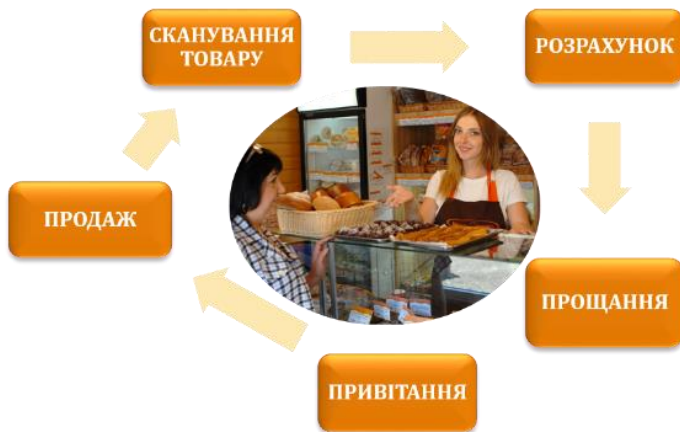 СКАНУВАННЯ
ТОВАРУ
РОЗРАХУНОК
ПРОДАЖ
ПРОЩАННЯ
ПРИВІТАННЯ